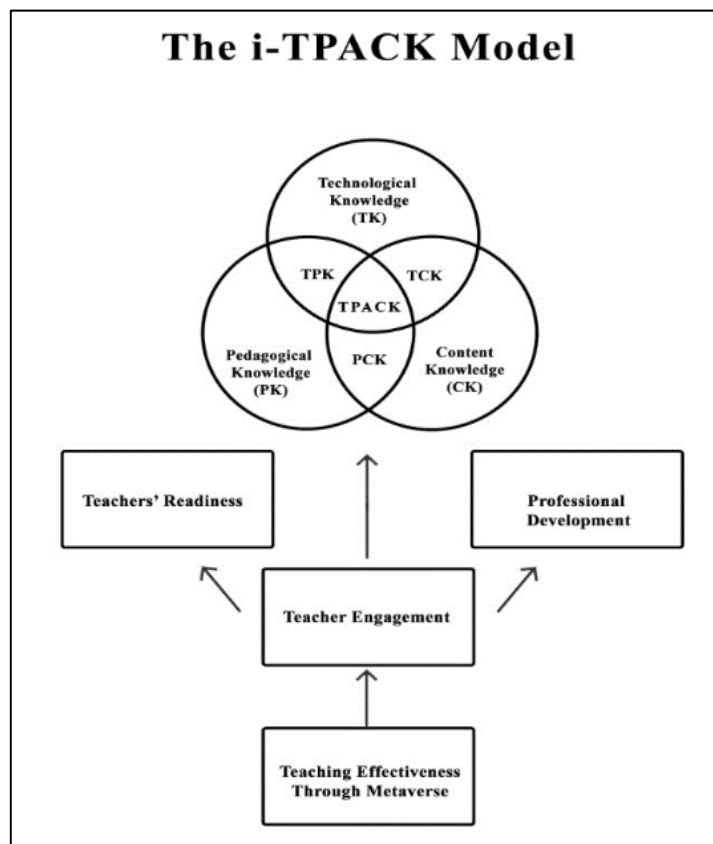 The i-TPACK Model
Technological
Knowledge
(TK)
TPK
TCK
TPACK
Pedagogical
Knowledge
(PK)
PCK
Content
Knowledge
(CK)
Teachers’ Readiness
Professional
Development
Teacher Engagement
Teaching Effectiveness
Through Metaverse